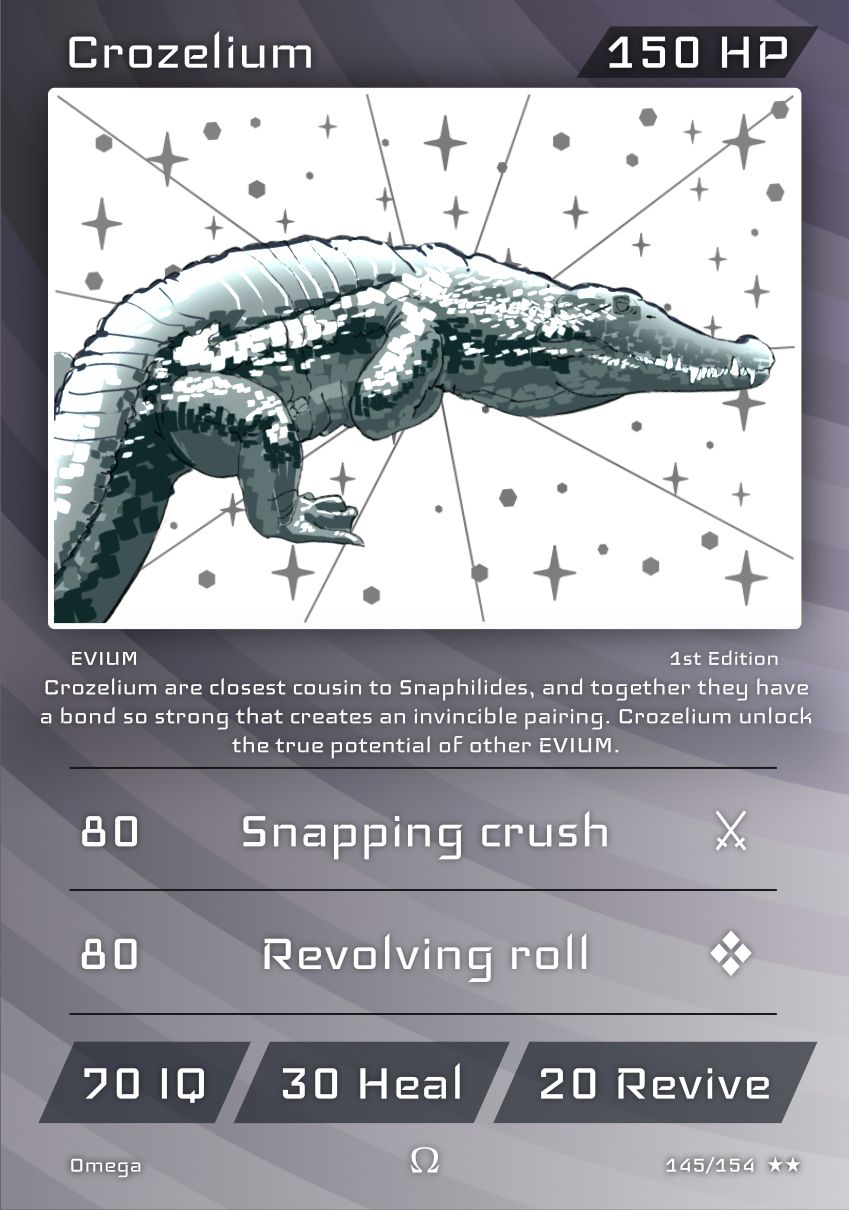 Crozelium 150 HP
EVIUM 1st Edition
Crozelium are closest cousin to Snaphilides, and together they have
a bond so strong that creates an invincible pairing. Crozelium unlock
the true potential of other EVIUM.
80 Snapping crush
80 Revolving roll
70 IQ 30 Heal 20 Revive
Omega Ω 145/154 ★★